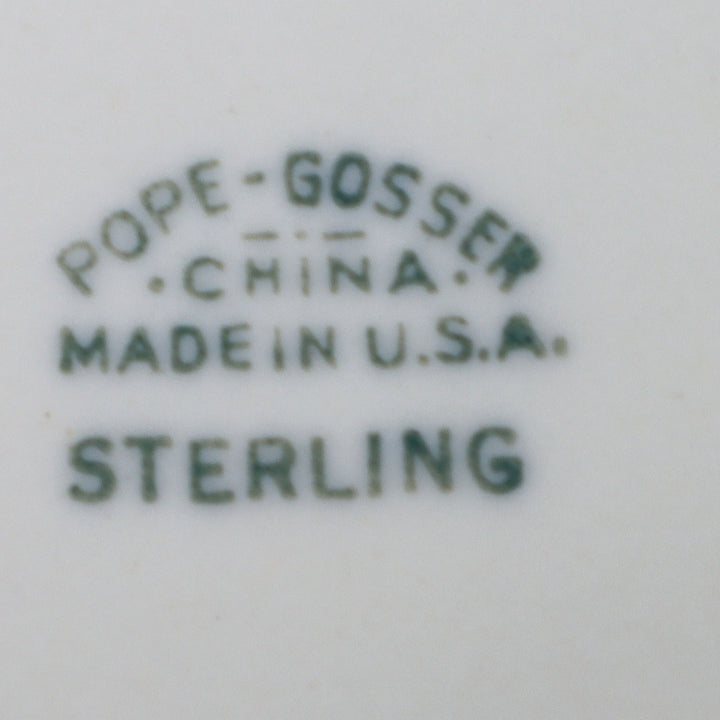 POPE-GOSSER
·CHINA·
MADE IN U.S.A.
STERLING